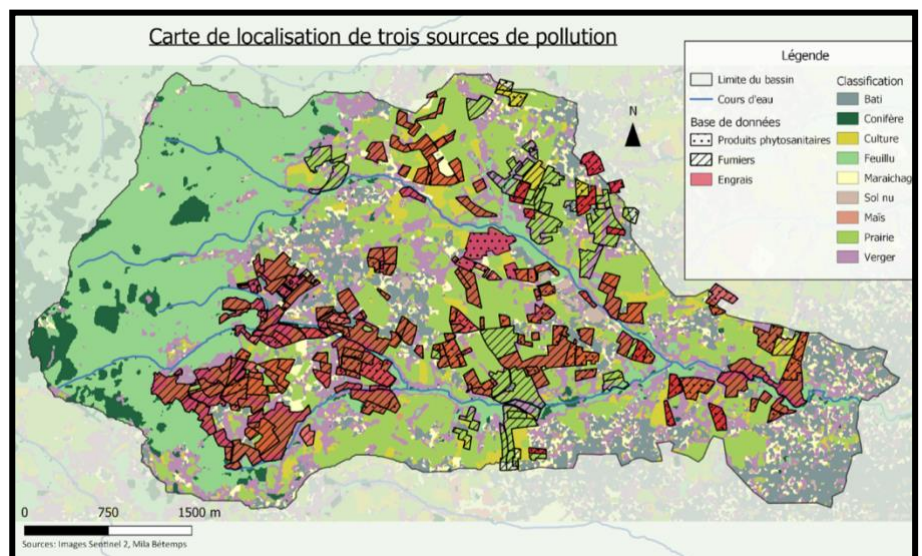 Carte de localisation de trois sources de pollution
Légende
Limite du bassin
Cours d'eau
Base de données
Produits phytosanitaires
Fumiers
Engrais
Classification
Bati
Conifère
Culture
Feuillu
Maraichag
Sol nu
Maïs
Prairie
Verger
N
0 750 1500 m
Sources: Images Sentinel 2, Mila Bétemps